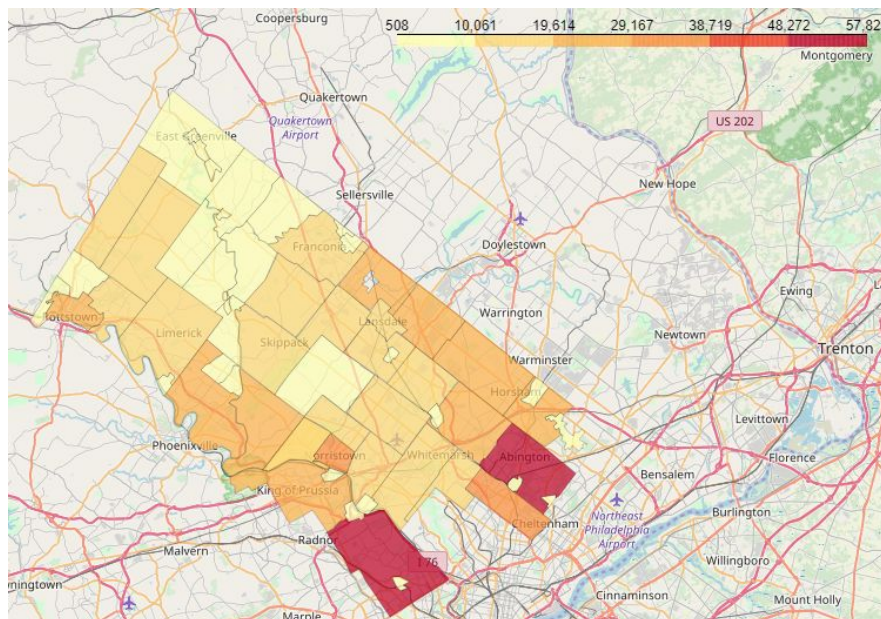 Coopersburg
508 10,061 19,614 29,167 38,719 48,272 57,82
Montgomery
Quakertown
US 202
Quakertown
Airport
East Greenville
New Hope
Sellersville
Doylestown
Franconia
Ewing
Warrington
Lansdale
Newtown
Limerick
Skippack
Trenton
Warminster
Horsham
Levittown
Phoenixville
Whitemarsh
Abington
Florence
Bensalem
King of Prussia
Burlington
Cheltenham
Northeast
Philadelphia
Airport
Radnor
Malvern
I 76
Willingboro
oningtown
Cinnaminson
Mount Holly
Marple